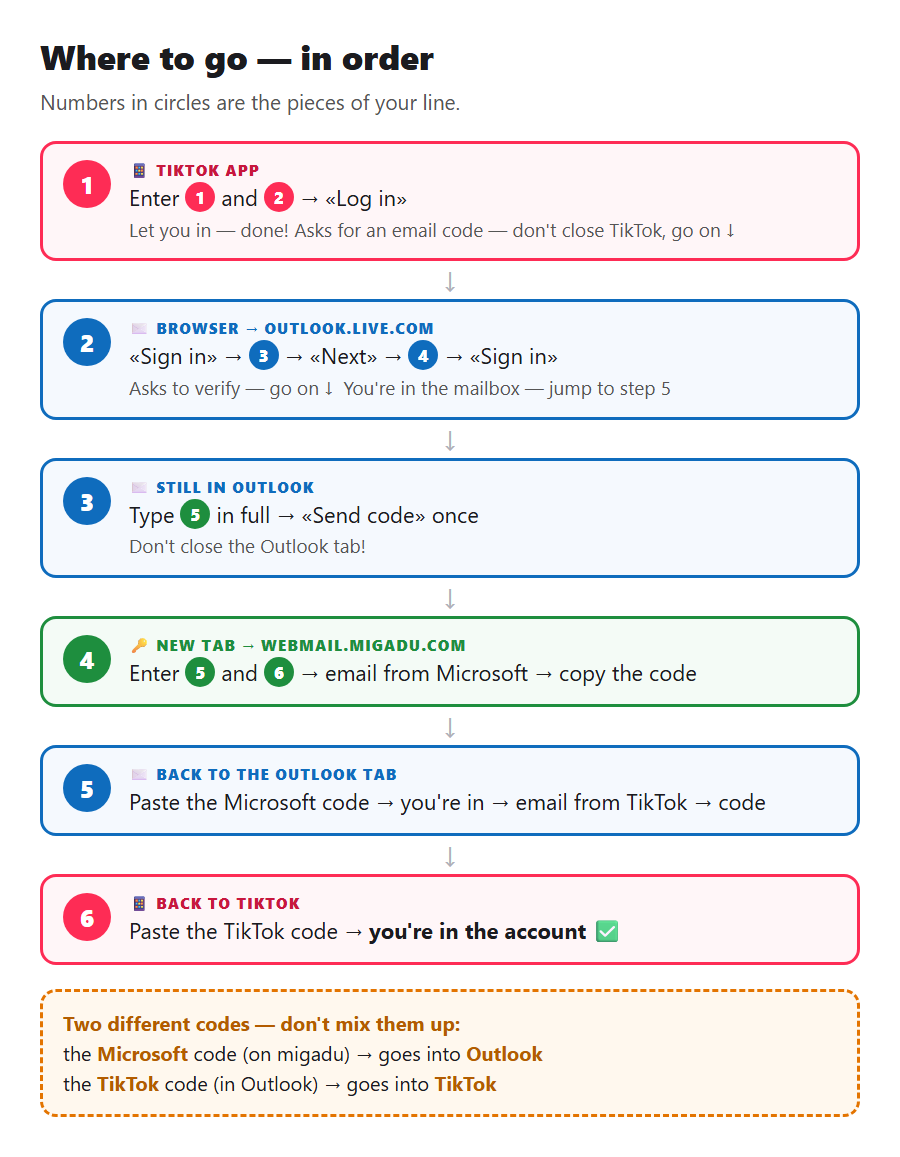 Where to go — in order
Numbers in circles are the pieces of your line.
1
TIKTOK APP
Enter 1 and 2 → «Log in»
Let you in — done! Asks for an email code — don't close TikTok, go on ↓
↓
2
BROWSER → OUTLOOK.LIVE.COM
«Sign in» → 3 → «Next» → 4 → «Sign in»
Asks to verify — go on ↓ You're in the mailbox — jump to step 5
↓
3
STILL IN OUTLOOK
Type 5 in full → «Send code» once
Don't close the Outlook tab!
↓
4
NEW TAB → WEBMAIL.MIGADU.COM
Enter 5 and 6 → email from Microsoft → copy the code
↓
5
BACK TO THE OUTLOOK TAB
Paste the Microsoft code → you're in → email from TikTok → code
↓
6
BACK TO TIKTOK
Paste the TikTok code → you're in the account ✅
Two different codes — don't mix them up:
the Microsoft code (on migadu) → goes into Outlook
the TikTok code (in Outlook) → goes into TikTok